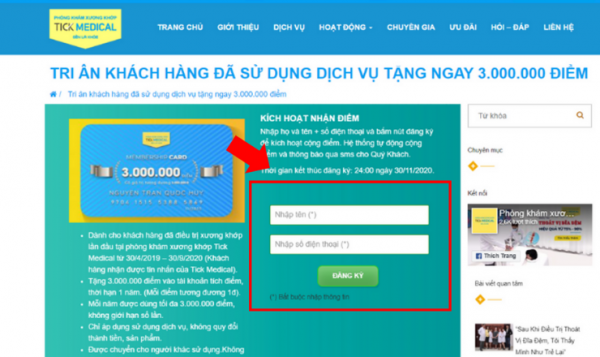 PHÒNG KHÁM XƯƠNG KHỚP
TICK MEDICAL
TRANG CHỦ GIỚI THIỆU DỊCH VỤ HOẠT ĐỘNG CHUYÊN GIA ƯU ĐÃI HỎI – ĐÁP LIÊN HỆ
TRI ÂN KHÁCH HÀNG ĐÃ SỬ DỤNG DỊCH VỤ TẶNG NGAY 3.000.000 ĐIỂM
/ Tri ân khách hàng đã sử dụng dịch vụ tặng ngay 3.000.000 điểm
MEMBERSHIP CARD
3.000.000
NGUYEN TRAN QUOC HUY
Dành cho khách hàng đã điều trị xương khớp
lần đầu tại phòng khám xương khớp Tick
Medical từ 30/4/2019 – 30/6/2020 (Khách
hàng nhận được tin nhắn của Tick Medical).
Tặng 3.000.000 điểm vào tài khoản tích điểm,
thời hạn 1 năm. (Mỗi điểm tương đương 1đ).
Mỗi năm được dùng tối đa 3.000.000 điểm,
không giới hạn số lần.
Chỉ áp dụng sử dụng dịch vụ, không quy đổi
thành tiền, sản phẩm.
Được chuyển cho người khác sử dụng.Không
KÍCH HOẠT NHẬN ĐIỂM
Nhập họ và tên + số điện thoại và bấm nút đăng ký
để kích hoạt cộng điểm. Hệ thống tự động cộng
điểm và thông báo qua sms cho Quý Khách.
Thời gian kết thúc đăng ký: 24:00 ngày 30/11/2020.
Nhập tên (*)
Nhập số điện thoại (*)
ĐĂNG KÝ
(*) Bắt buộc nhập thông tin
Từ khóa
Chuyên mục
Kết nối
Phòng khám xư...
Thích Trang
Bài viết quan tâm
"Sau Khi Điều Trị Thoát
Vị Đĩa Đệm, Tôi Thấy
Mình Như Trẻ Lại"